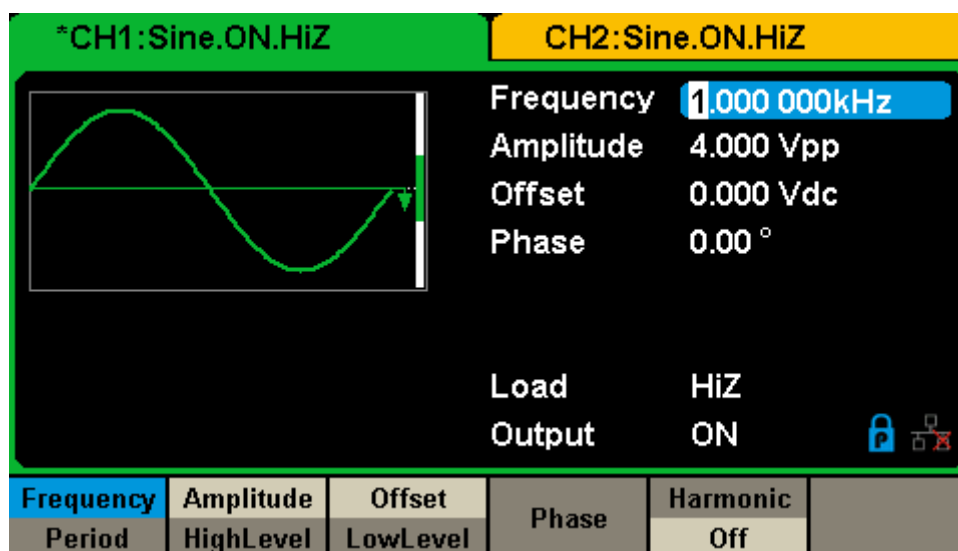 *CH1:Sine.ON.HiZ
CH2:Sine.ON.HiZ
Frequency 1.000 000kHz
Amplitude 4.000 Vpp
Offset 0.000 Vdc
Phase 0.00 °
Load HiZ
Output ON
P
Frequency Amplitude Offset Phase Harmonic
Period HighLevel LowLevel Off